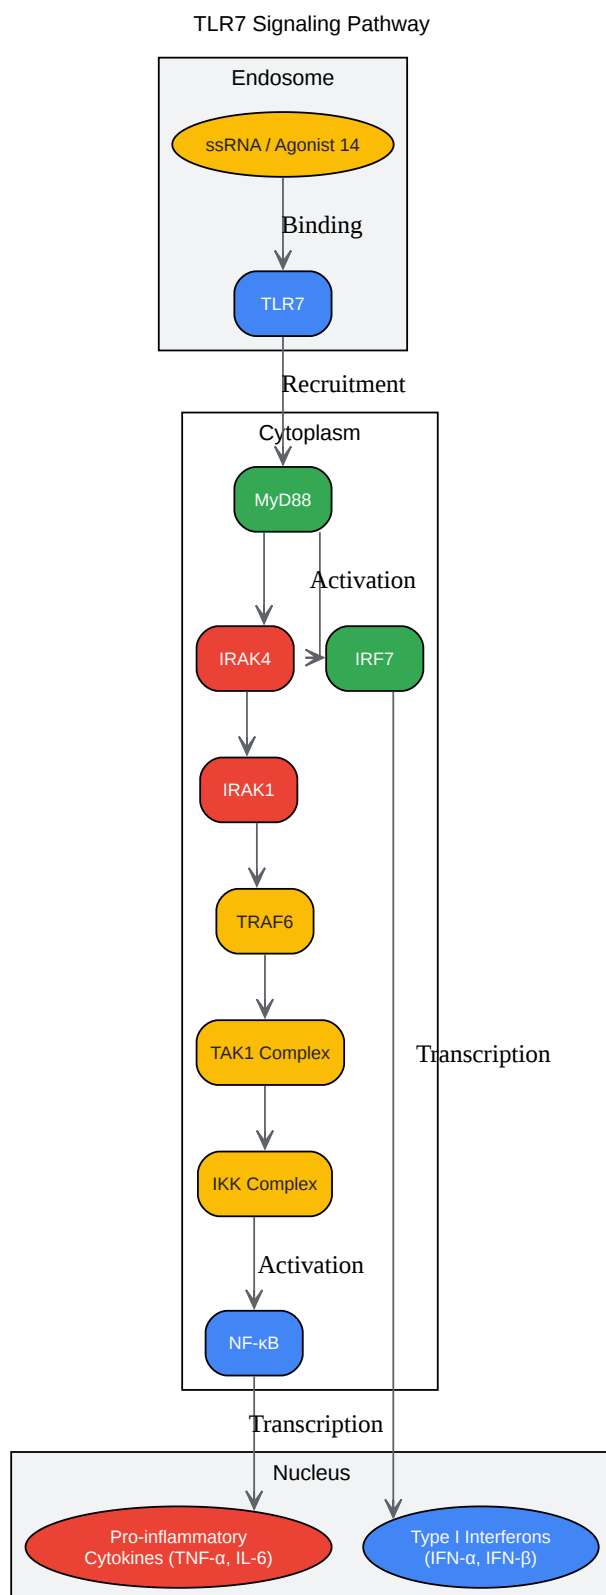 TLR7 Signaling Pathway
Endosome
ssRNA / Agonist 14
Binding
TLR7
Recruitment
Cytoplasm
MyD88
Activation
IRAK4
IRF7
IRAK1
TRAF6
TAK1 Complex
Transcription
IKK Complex
Activation
NF-κB
Transcription
Nucleus
Pro-inflammatory
Cytokines (TNF-α, IL-6)
Type I Interferons
(IFN-α, IFN-β)